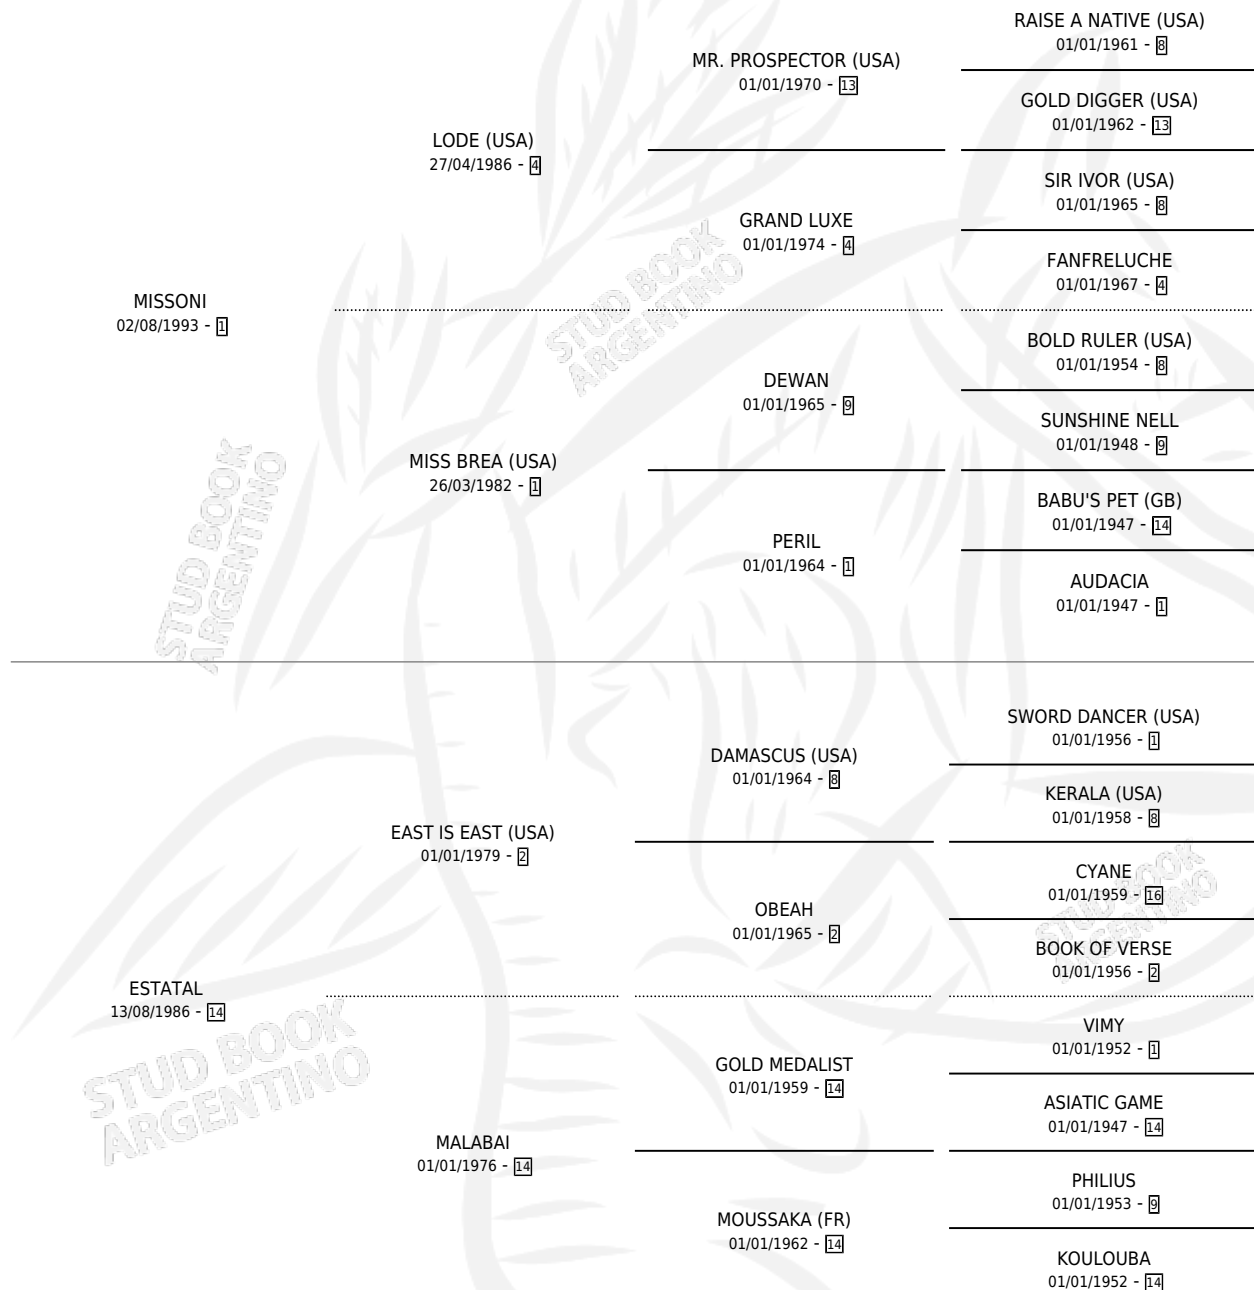 RAISE A NATIVE (USA)
01/01/1961 - 8
MR. PROSPECTOR (USA)
01/01/1970 - 13
GOLD DIGGER (USA)
01/01/1962 - 13
LODE (USA)
27/04/1986 - 4
SIR IVOR (USA)
01/01/1965 - 8
GRAND LUXE
01/01/1974 - 4
FANFRELUCHE
01/01/1967 - 4
MISSONI
02/08/1993 - 1
BOLD RULER (USA)
01/01/1954 - 8
DEWAN
01/01/1965 - 9
SUNSHINE NELL
01/01/1948 - 9
MISS BREA (USA)
26/03/1982 - 1
BABU'S PET (GB)
01/01/1947 - 14
PERIL
01/01/1964 - 1
AUDACIA
01/01/1947 - 1
SWORD DANCER (USA)
01/01/1956 - 1
DAMASCUS (USA)
01/01/1964 - 8
KERALA (USA)
01/01/1958 - 8
EAST IS EAST (USA)
01/01/1979 - 2
CYANE
01/01/1959 - 16
OBEAH
01/01/1965 - 2
BOOK OF VERSE
01/01/1956 - 2
ESTATAL
13/08/1986 - 14
VIMY
01/01/1952 - 1
GOLD MEDALIST
01/01/1959 - 14
ASIATIC GAME
01/01/1947 - 14
MALABAI
01/01/1976 - 14
PHILIUS
01/01/1953 - 9
MOUSSAKA (FR)
01/01/1962 - 14
KOULOUBA
01/01/1952 - 14
STUD BOOK
ARGENTINO
STUD BOOK
ARGENTINO
STUD BOOK
ARGENTINO
STUD BOOK
ARGENTINO